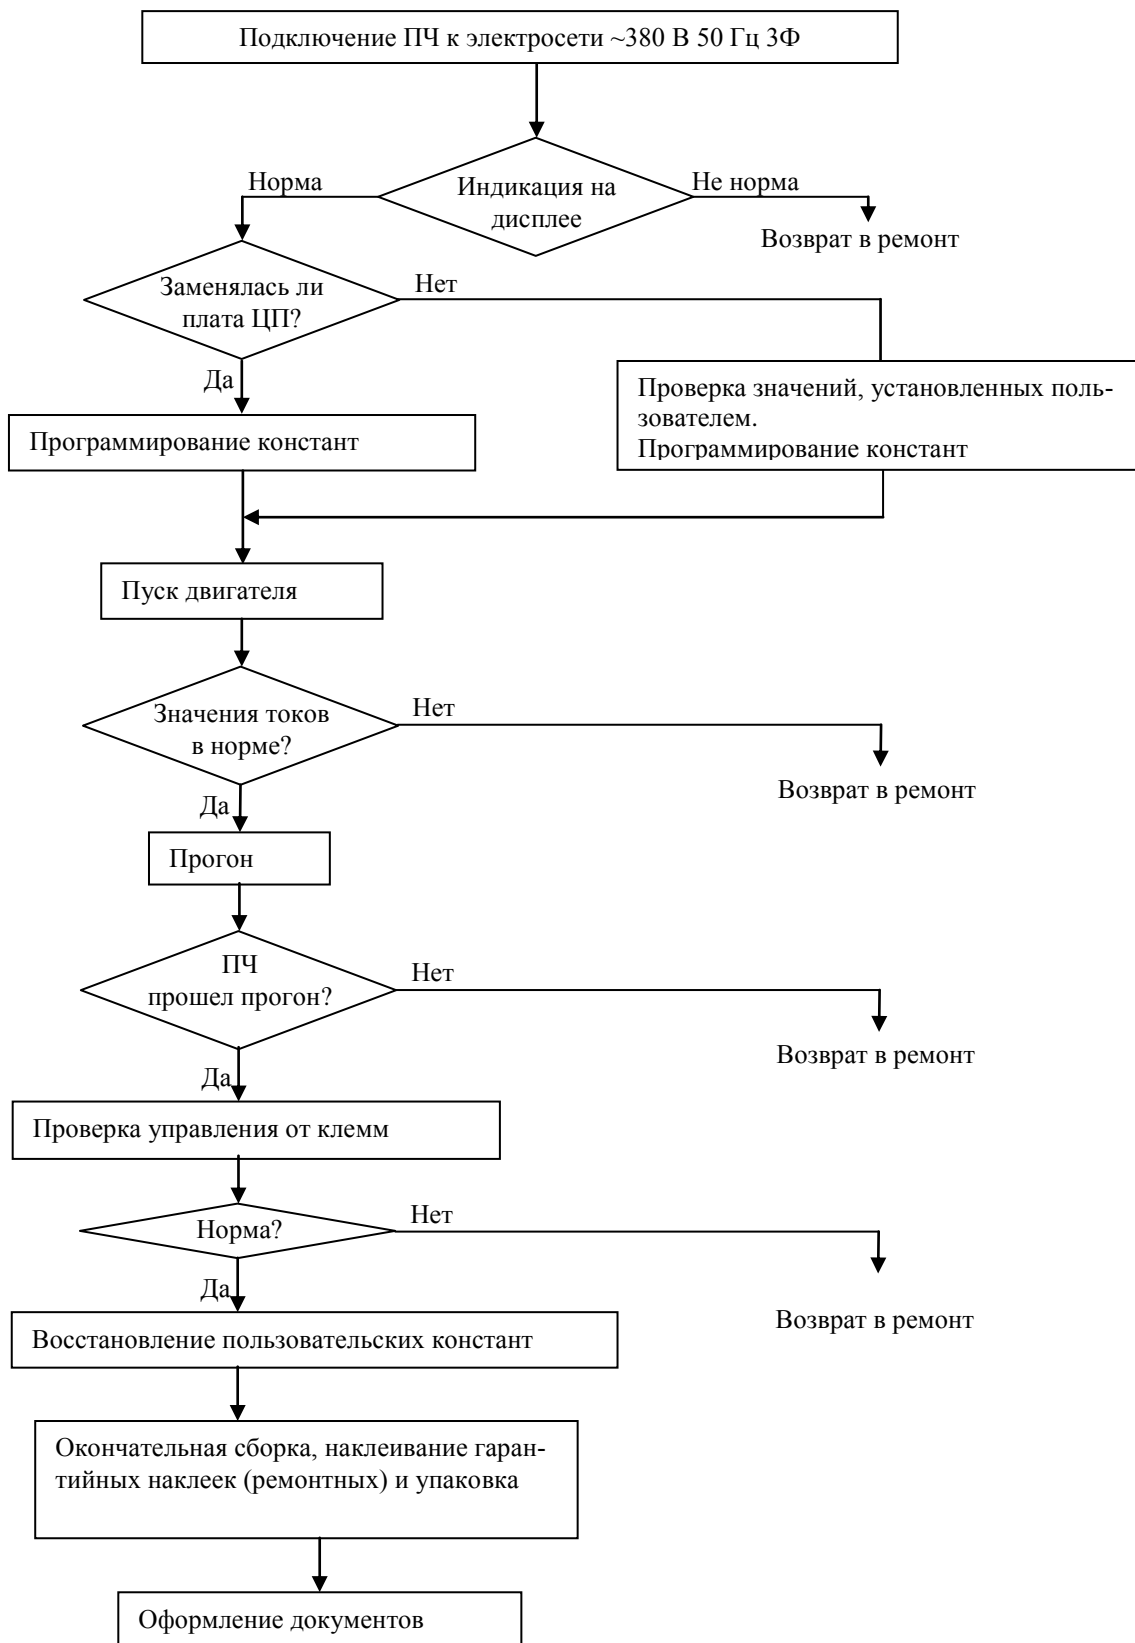 Подключение ПЧ к электросети ~380 В 50 Гц 3Ф
Норма
Индикация на
дисплее
Не норма
Возврат в ремонт
Заменялась ли
плата ЦП?
Нет
Да
Проверка значений, установленных поль-
зователем.
Программирование констант
Программирование констант
Пуск двигателя
Значения токов
в норме?
Нет
Возврат в ремонт
Да
Прогон
ПЧ
прошел прогон?
Нет
Возврат в ремонт
Да
Проверка управления от клемм
Норма?
Нет
Да
Возврат в ремонт
Восстановление пользовательских констант
Окончательная сборка, наклеивание гаран-
тийных наклеек (ремонтных) и упаковка
Оформление документов